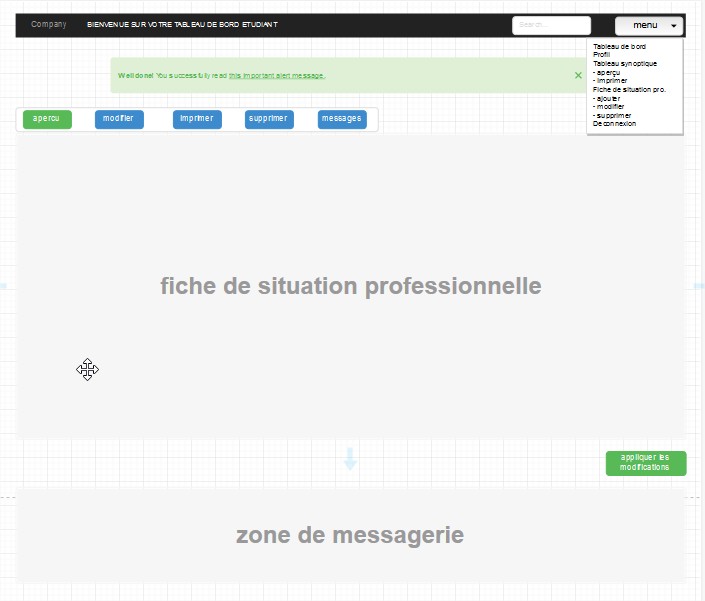 Company
BIENVENUE SUR VOTRE TABLEAU DE BORD ETUDIANT
Search...
menu
Tableau de bord
Profil
Tableau synoptique
- aperçu
- imprimer
Fiche de situation pro.
- ajouter
- modifier
- supprimer
Deconnexion
Well done! You successfully read this important alert message.
×
apercu
modifier
imprimer
supprimer
messages
fiche de situation professionnelle
appliquer les
modifications
zone de messagerie